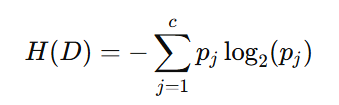 H(D) = − ∑_{j=1}^{c} p_j log_2(p_j)